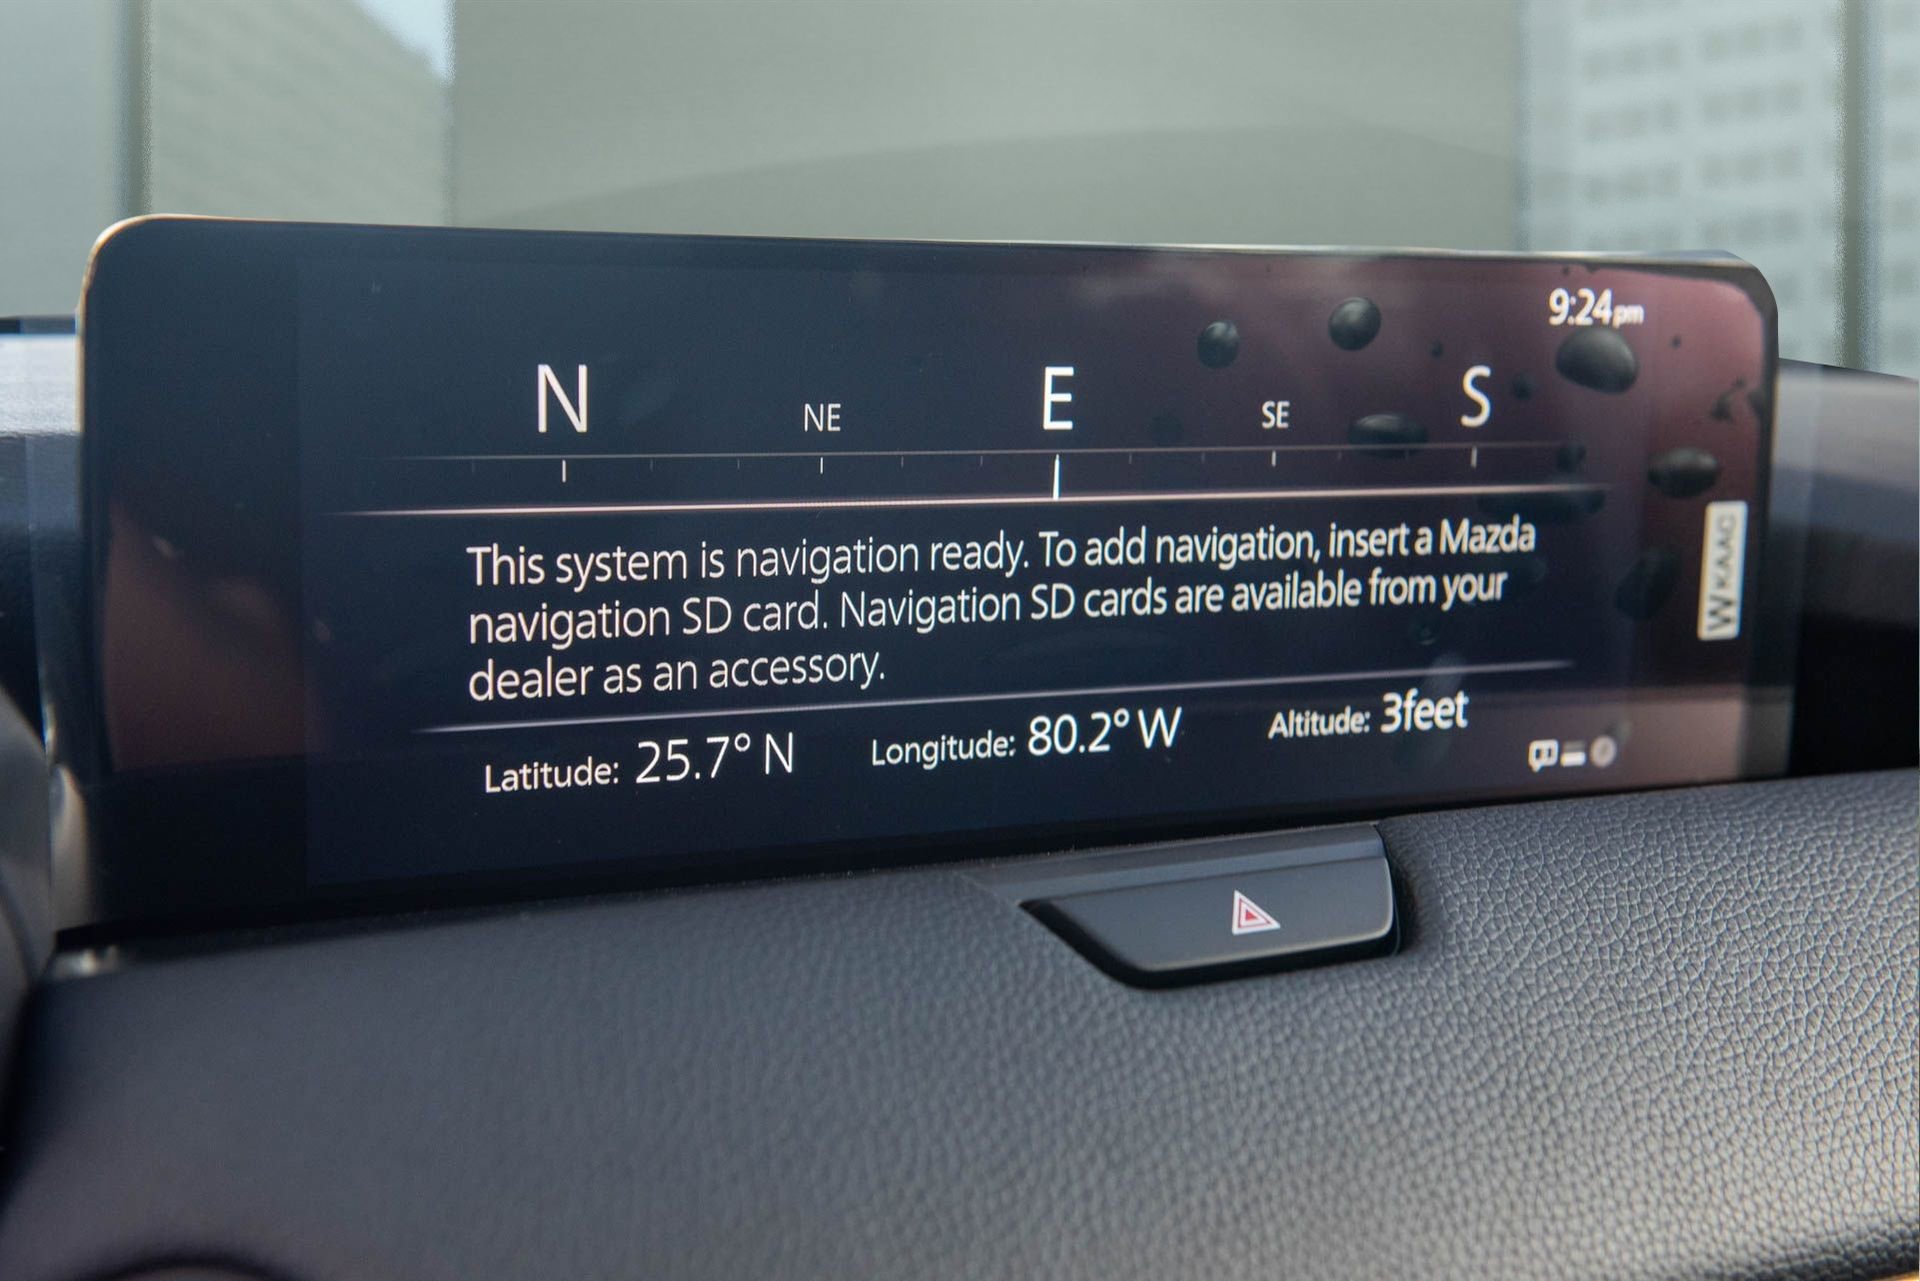 9:24pm
N NE E SE S
This system is navigation ready. To add navigation, insert a Mazda
navigation SD card. Navigation SD cards are available from your
dealer as an accessory.
Latitude: 25.7° N Longitude: 80.2° W Altitude: 3feet